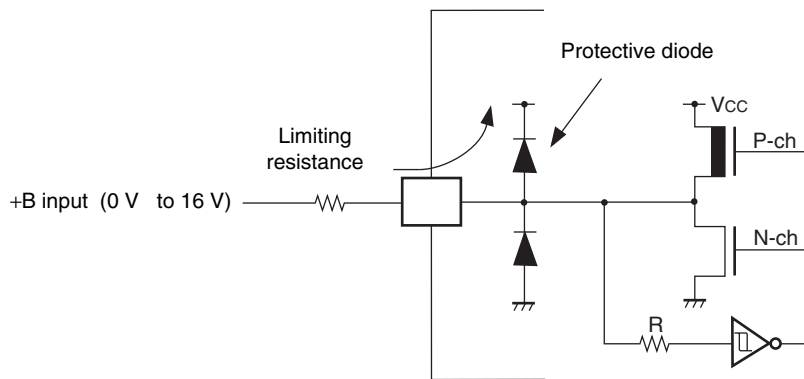 Protective diode
VCC
Limiting
resistance
P-ch
+B input (0 V to 16 V)
N-ch
R